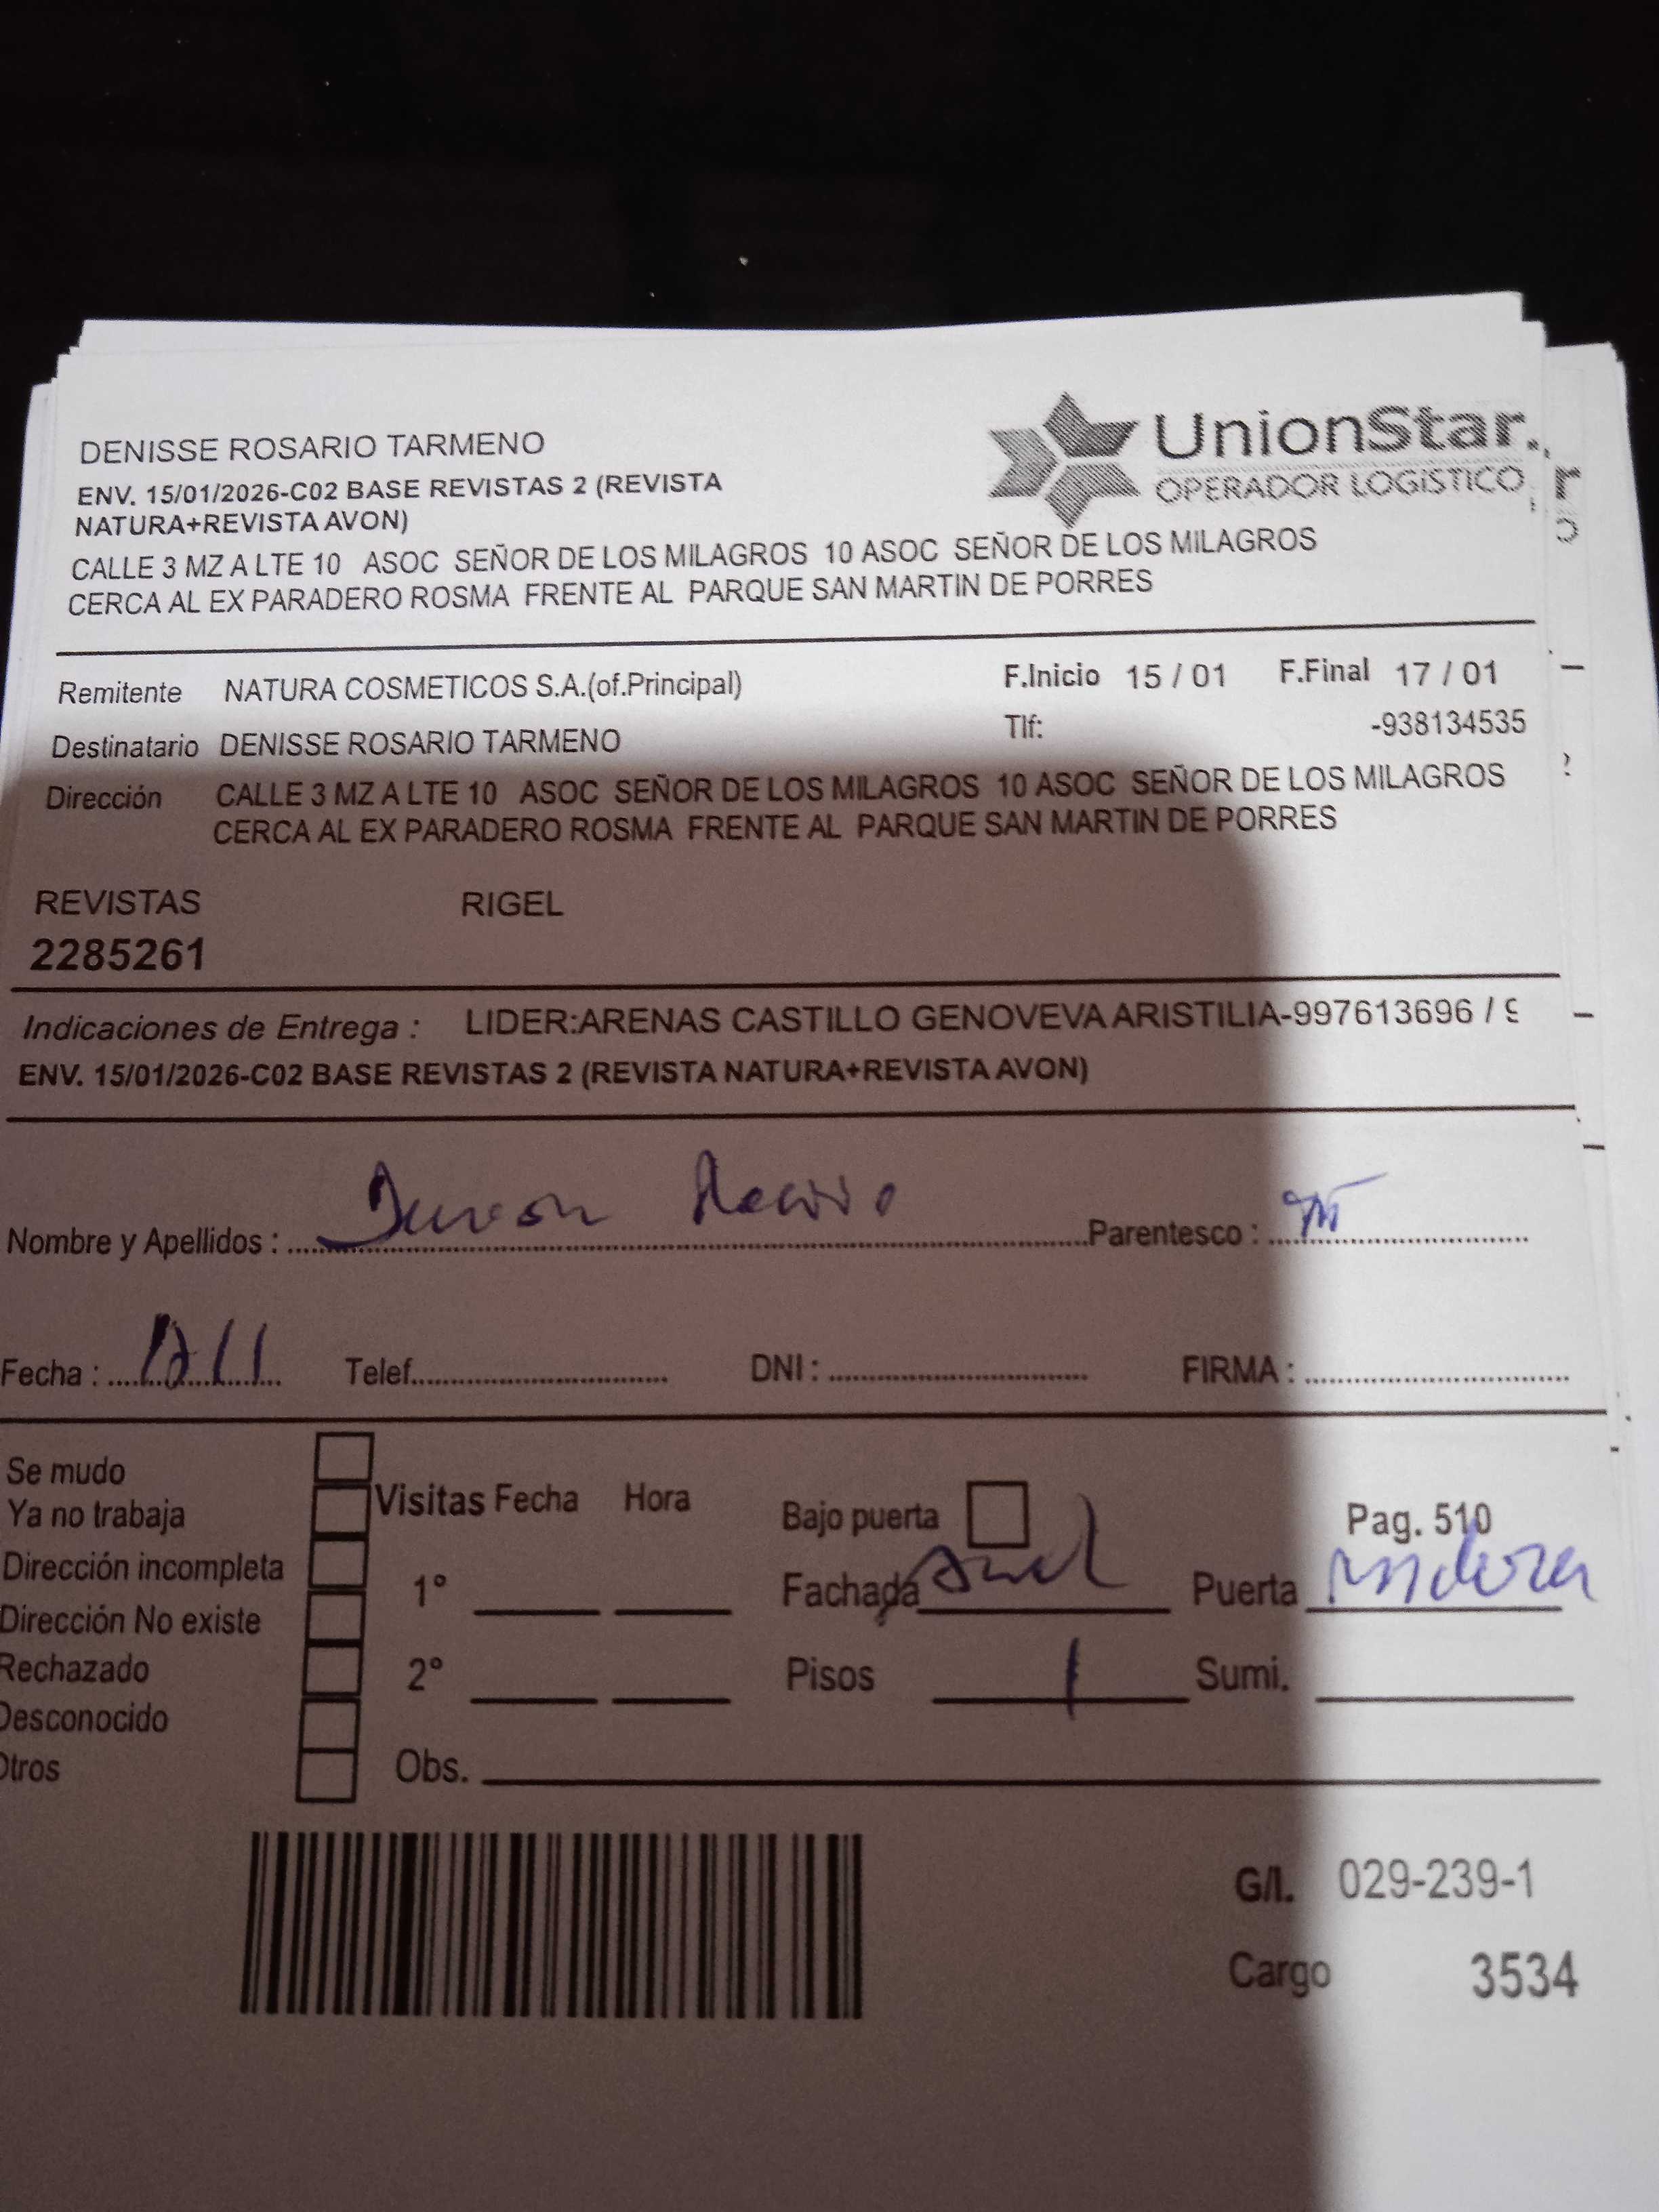 DENISSE ROSARIO TARMENO
UnionStar.
OPERADOR LOGíSTICO
ENV. 15/01/2026-C02 BASE REVISTAS 2 (REVISTA
NATURA+REVISTA AVON)
CALLE 3 MZ A LTE 10 ASOC SEÑOR DE LOS MILAGROS 10 ASOC SEÑOR DE LOS MILAGROS
CERCA AL EX PARADERO ROSMA FRENTE AL PARQUE SAN MARTIN DE PORRES
Remitente NATURA COSMETICOS S.A.(of.Principal) F.Inicio 15 / 01 F.Final 17 / 01
Destinatario DENISSE ROSARIO TARMENO Tlf: -938134535
Dirección CALLE 3 MZ A LTE 10 ASOC SEÑOR DE LOS MILAGROS 10 ASOC SEÑOR DE LOS MILAGROS
CERCA AL EX PARADERO ROSMA FRENTE AL PARQUE SAN MARTIN DE PORRES
REVISTAS RIGEL
2285261
Indicaciones de Entrega : LIDER:ARENAS CASTILLO GENOVEVA ARISTILIA-997613696 / 9
ENV. 15/01/2026-C02 BASE REVISTAS 2 (REVISTA NATURA+REVISTA AVON)
Nombre y Apellidos : Parentesco :
Fecha : Telef. DNI : FIRMA :
Se mudo
Ya no trabaja
Dirección incompleta
Dirección No existe
Rechazado
Desconocido
Otros
Visitas Fecha Hora
1°
2°
Obs.
Bajo puerta Pag. 510
Fachada Puerta
Pisos 1 Sumi.
G/l. 029-239-1
Cargo 3534